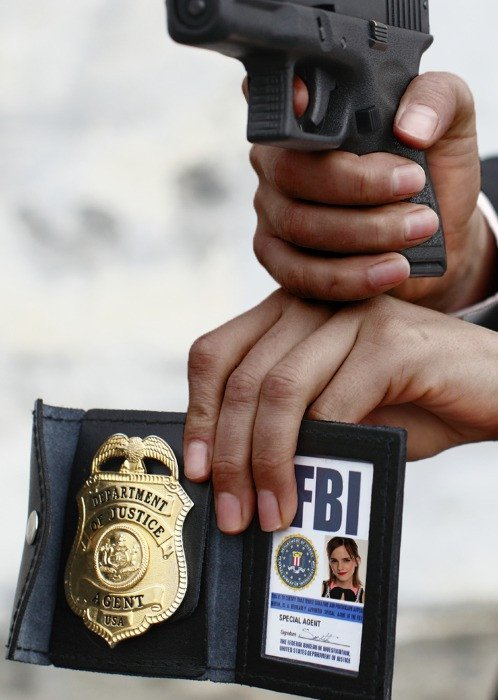 DEPARTMENT
OF JUSTICE
AGENT
USA
FBI
SPECIAL AGENT
Signature
THE FEDERAL BUREAU OF INVESTIGATION,
UNITED STATES DEPARTMENT OF JUSTICE